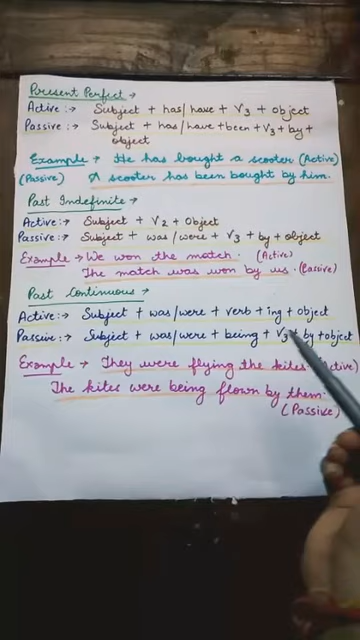 Present Perfect →
Active :→ Subject + has/have + V3 + Object
Passive :→ Subject + has/have + been + V3 + by +
object
Example → He has bought a scooter (Active)
(Passive) A scooter has been bought by him.
Past Indefinite :→
Active :→ Subject + V2 + Object
Passive :→ Subject + was/were + V3 + by + object
Example :→ We won the match. (Active)
The match was won by us. (Passive)
Past Continuous :→
Active :→ Subject + was/were + verb + ing + object
Passive :→ Subject + was/were + being + V3 + by + object
Example → They were flying the kites. (Active)
The kites were being flown by them.
(Passive)